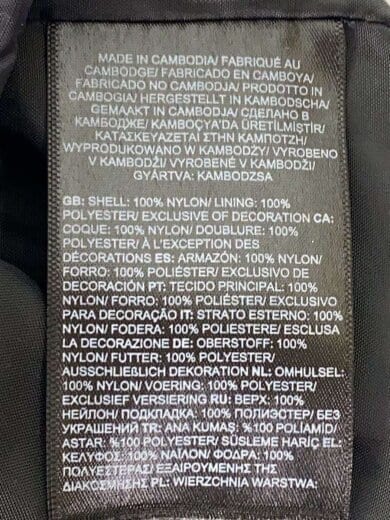 MADE IN CAMBODIA/ FABRIQUÉ AU
CAMBODGE/ FABRICADO EN CAMBOYA/
FABRICADO NO CAMBODJA/ PRODOTTO IN
CAMBOGIA/ HERGESTELLT IN KAMBODSCHA/
GEMAAKT IN CAMBODJA/ СДЕЛАНО В
КАМБОДЖЕ/ KAMBOÇYA'DA ÜRETİLMİŞTİR/
ΚΑΤΑΣΚΕΥΑΖΕΤΑΙ ΣΤΗΝ ΚΑΜΠΟΤΖΗ/
WYPRODUKOWANO W KAMBODŻY/ VYROBENO
V KAMBODŽI/ VYROBENÉ V KAMBODŽI/
GYÁRTVA: KAMBODZSA
GB: SHELL: 100% NYLON/ LINING: 100%
POLYESTER/ EXCLUSIVE OF DECORATION CA:
COQUE: 100% NYLON/ DOUBLURE: 100%
POLYESTER/ À L'EXCEPTION DES
DÉCORATIONS ES: ARMAZÓN: 100% NYLON/
FORRO: 100% POLIÉSTER/ EXCLUSIVO DE
DECORACIÓN PT: TECIDO PRINCIPAL: 100%
NYLON/ FORRO: 100% POLIÉSTER/ EXCLUSIVO
PARA DECORAÇÃO IT: STRATO ESTERNO: 100%
NYLON/ FODERA: 100% POLIESTERE/ ESCLUSA
LA DECORAZIONE DE: OBERSTOFF: 100%
NYLON/ FUTTER: 100% POLYESTER/
AUSSCHLIEẞLICH DEKORATION NL: OMHULSEL:
100% NYLON/ VOERING: 100% POLYESTER/
EXCLUSIEF VERSIERING RU: ВЕРХ: 100%
НЕЙЛОН/ ПОДКЛАДКА: 100% ПОЛИЭСТЕР/ БЕЗ
УКРАШЕНИЙ TR: ANA KUMAŞ: %100 POLİAMİD/
ASTAR: %100 POLYESTER/ SÜSLEME HARİÇ EL:
ΚΕΛΥΦΟΣ: 100% ΝΑΪΛΟΝ/ ΦΟΔΡΑ: 100%
ΠΟΛΥΕΣΤΕΡΑΣ/ ΕΞΑΙΡΟΥΜΕΝΗΣ ΤΗΣ
ΔΙΑΚΟΣΜΗΣΗΣ PL: WIERZCHNIA WARSTWA: